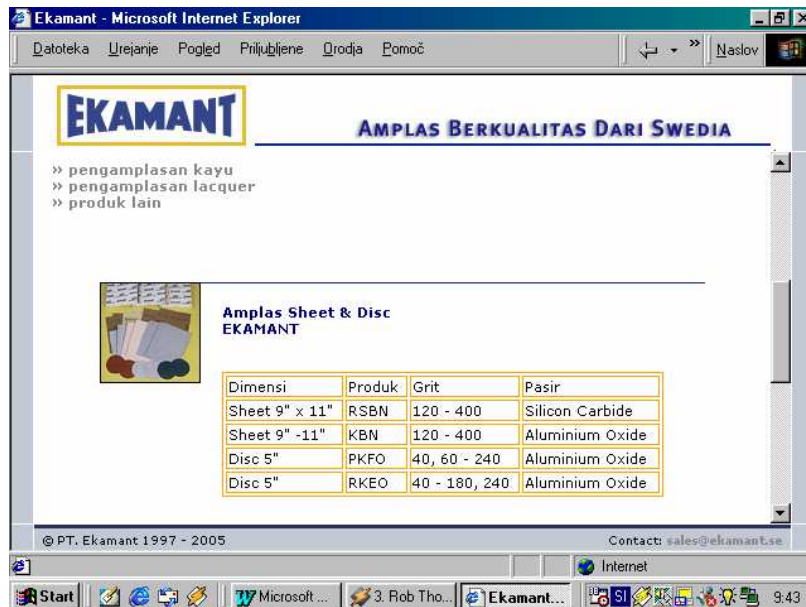 Ekamant - Microsoft Internet Explorer
Datoteka Urejanje Pogled Priljubljene Orodja Pomoč » Naslov
EKAMANT
AMPLAS BERKUALITAS DARI SWEDIA
» pengamplasan kayu
» pengamplasan lacquer
» produk lain
Amplas Sheet & Disc
EKAMANT
Dimensi Produk Grit Pasir
Sheet 9" x 11" RSBN 120 - 400 Silicon Carbide
Sheet 9" -11" KBN 120 - 400 Aluminium Oxide
Disc 5" PKFO 40, 60 - 240 Aluminium Oxide
Disc 5" RKEO 40 - 180, 240 Aluminium Oxide
© PT. Ekamant 1997 - 2005 Contact: sales@ekamant.se
Internet
Start Microsoft ... 3. Rob Tho... Ekamant... SI 9:43